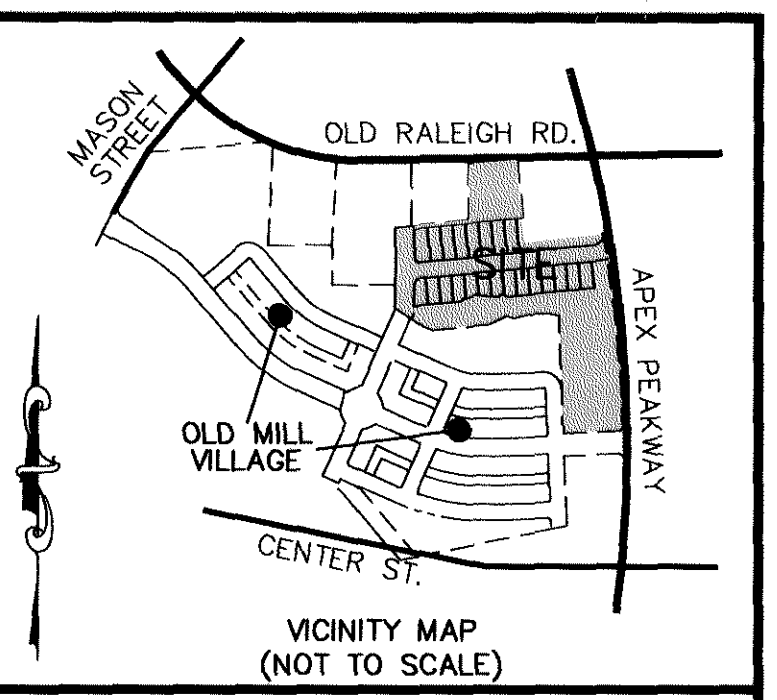 MASON
STREET
OLD RALEIGH RD.
SITE
APEX PEAKWAY
OLD MILL
VILLAGE
CENTER ST.
VICINITY MAP
(NOT TO SCALE)